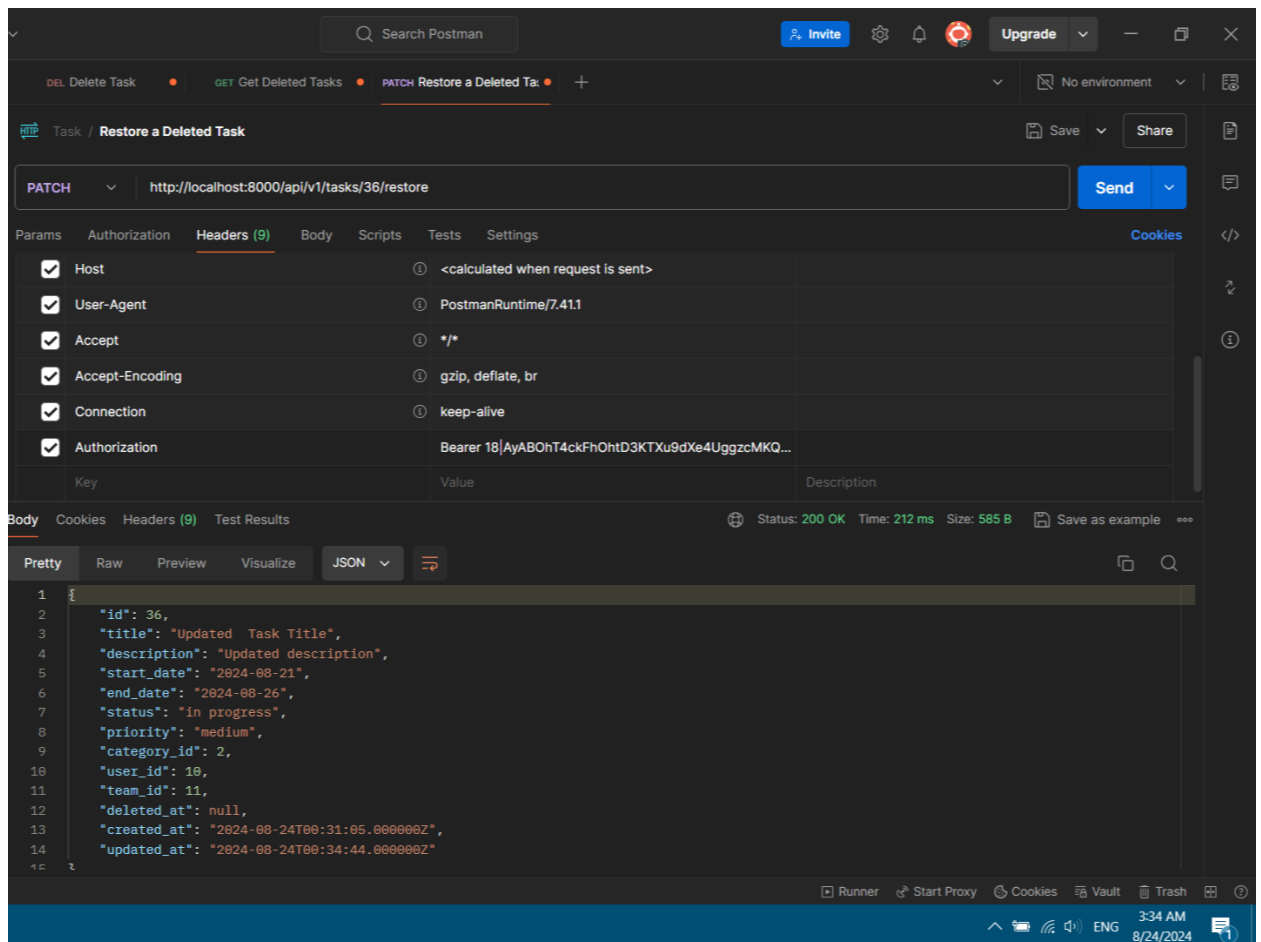 Search Postman
Invite
Upgrade
DEL Delete Task
GET Get Deleted Tasks
PATCH Restore a Deleted Ta:
No environment
HTTP Task / Restore a Deleted Task
Save
Share
PATCH http://localhost:8000/api/v1/tasks/36/restore
Send
Params Authorization Headers (9) Body Scripts Tests Settings Cookies
Host <calculated when request is sent>
User-Agent PostmanRuntime/7.41.1
Accept */*
Accept-Encoding gzip, deflate, br
Connection keep-alive
Authorization Bearer 18|AyABOhT4ckFhOhtD3KTXu9dXe4UggzcMKQ...
Key Value Description
Body Cookies Headers (9) Test Results Status: 200 OK Time: 212 ms Size: 585 B Save as example
Pretty Raw Preview Visualize JSON
1 {
2 "id": 36,
3 "title": "Updated  Task Title",
4 "description": "Updated description",
5 "start_date": "2024-08-21",
6 "end_date": "2024-08-26",
7 "status": "in progress",
8 "priority": "medium",
9 "category_id": 2,
10 "user_id": 10,
11 "team_id": 11,
12 "deleted_at": null,
13 "created_at": "2024-08-24T00:31:05.000000Z",
14 "updated_at": "2024-08-24T00:34:44.000000Z"
15 }
Runner Start Proxy Cookies Vault Trash
ENG
3:34 AM
8/24/2024
1